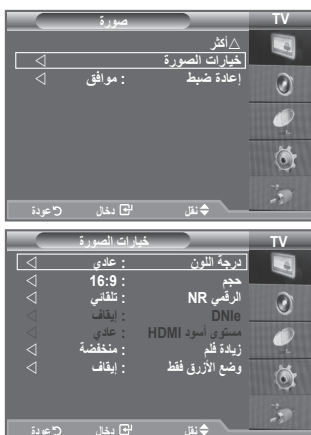 TV
صورة
△أكثر
خيارات الصورة ◁
إعادة ضبط : موافق ◁
نقل دخال عودة
TV
خيارات الصورة
درجة اللون : عادي ◁
حجم : 16:9 ◁
الرقمي NR : تلقائي ◁
DNIe : إيقاف ◁
مستوى أسود HDMI : عادي ◁
زيادة فلم : منخفضة ◁
وضع الأزرق فقط : إيقاف ◁
نقل دخال عودة